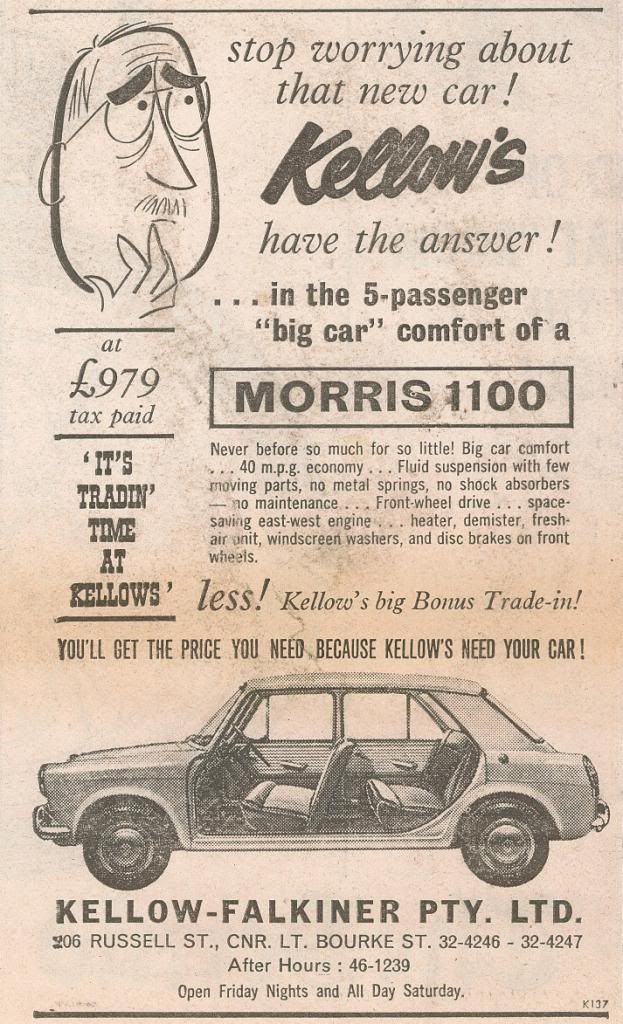 stop worrying about
that new car!
Kellow's
have the answer!
... in the 5-passenger
"big car" comfort of a
at
£979
tax paid
MORRIS 1100
'IT'S
TRADIN'
TIME
AT
KELLOWS'
Never before so much for so little! Big car comfort
... 40 m.p.g. economy ... Fluid suspension with few
moving parts, no metal springs, no shock absorbers
— no maintenance ... Front-wheel drive ... space-
saving east-west engine ... heater, demister, fresh-
air unit, windscreen washers, and disc brakes on front
wheels.
less! Kellow's big Bonus Trade-in!
YOU'LL GET THE PRICE YOU NEED BECAUSE KELLOW'S NEED YOUR CAR!
KELLOW-FALKINER PTY. LTD.
206 RUSSELL ST., CNR. LT. BOURKE ST. 32-4246 - 32-4247
After Hours : 46-1239
Open Friday Nights and All Day Saturday.
K137